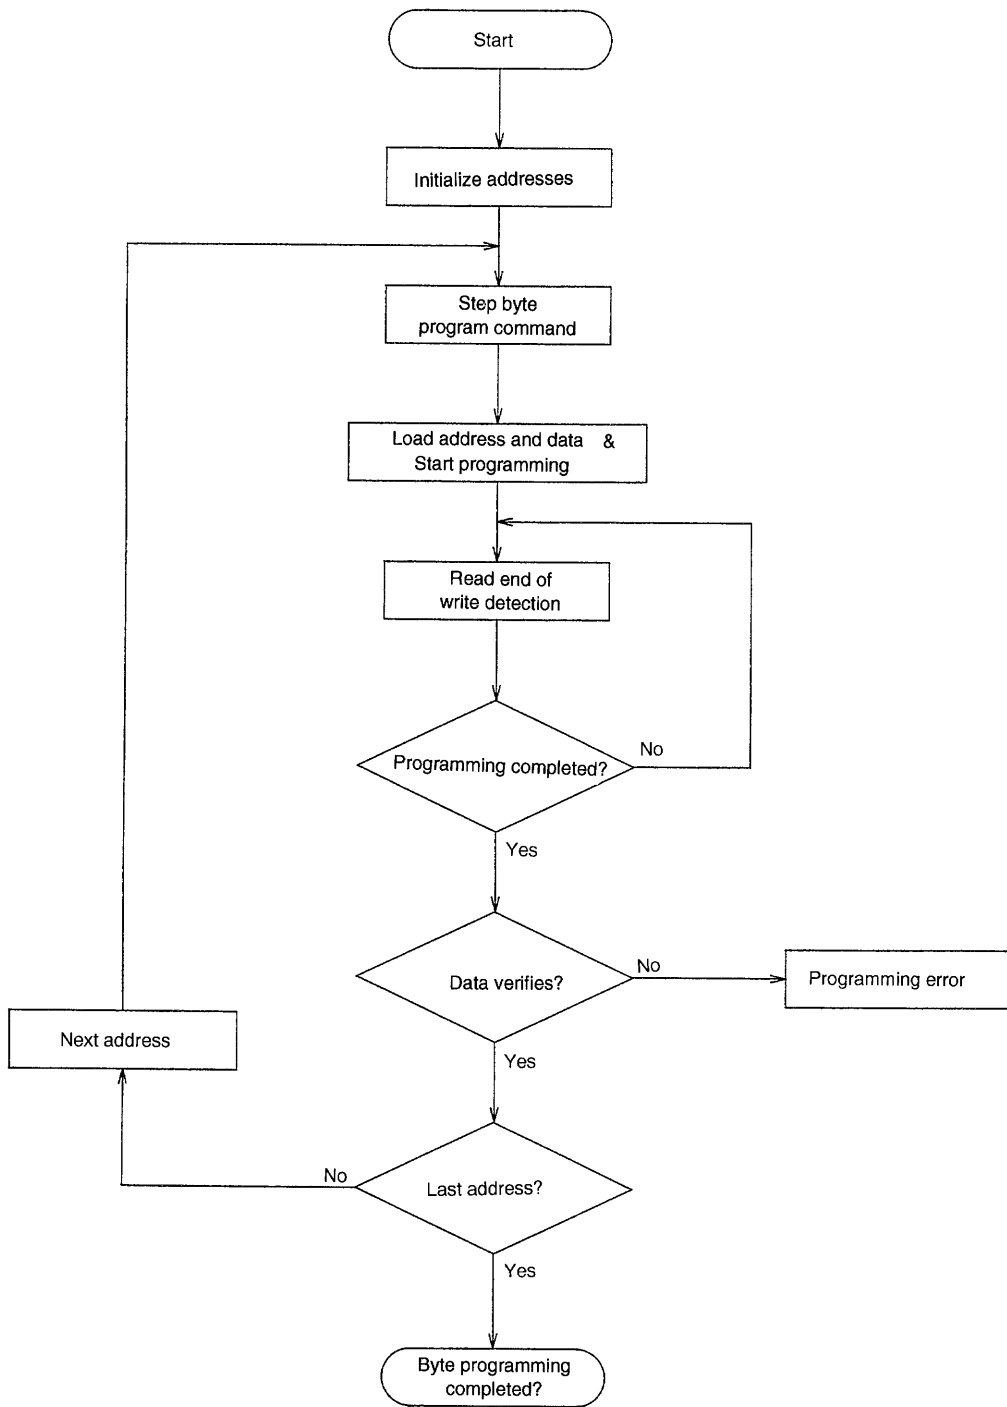 Start
Initialize addresses
Step byte
program command
Load address and data &
Start programming
Read end of
write detection
Programming completed?
No
Yes
Data verifies?
No
Programming error
Next address
Yes
No
Last address?
Yes
Byte programming
completed?